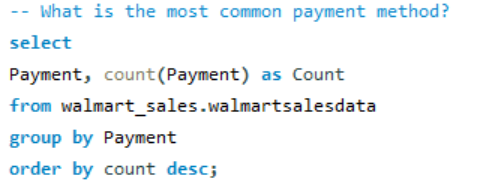 -- What is the most common payment method?
select
Payment, count(Payment) as Count
from walmart_sales.walmartsalesdata
group by Payment
order by count desc;